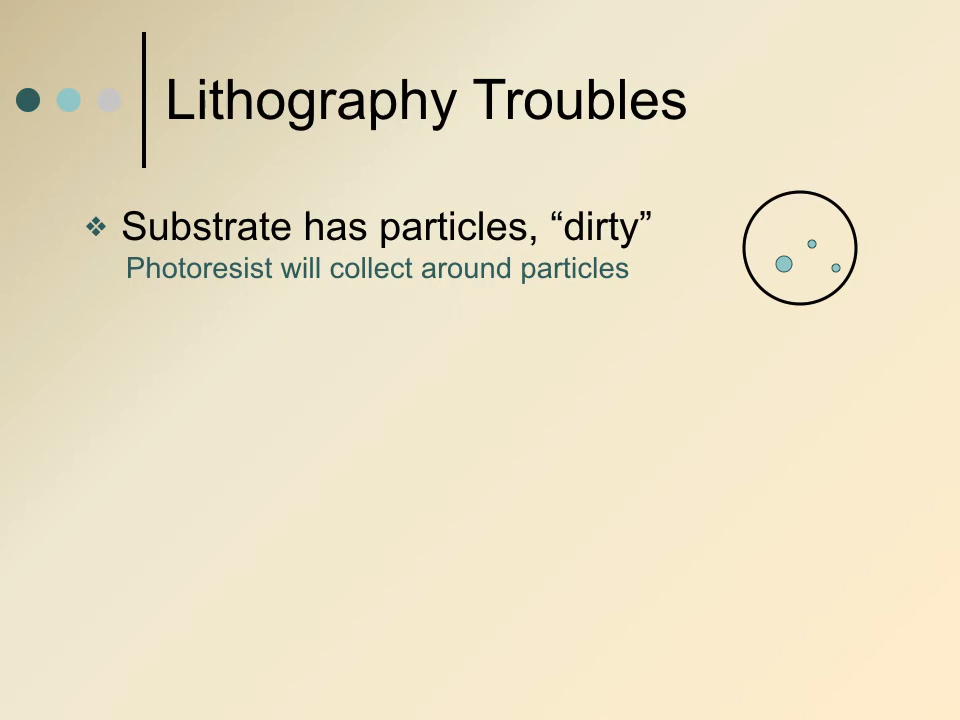 Lithography Troubles
Substrate has particles, “dirty”
Photoresist will collect around particles